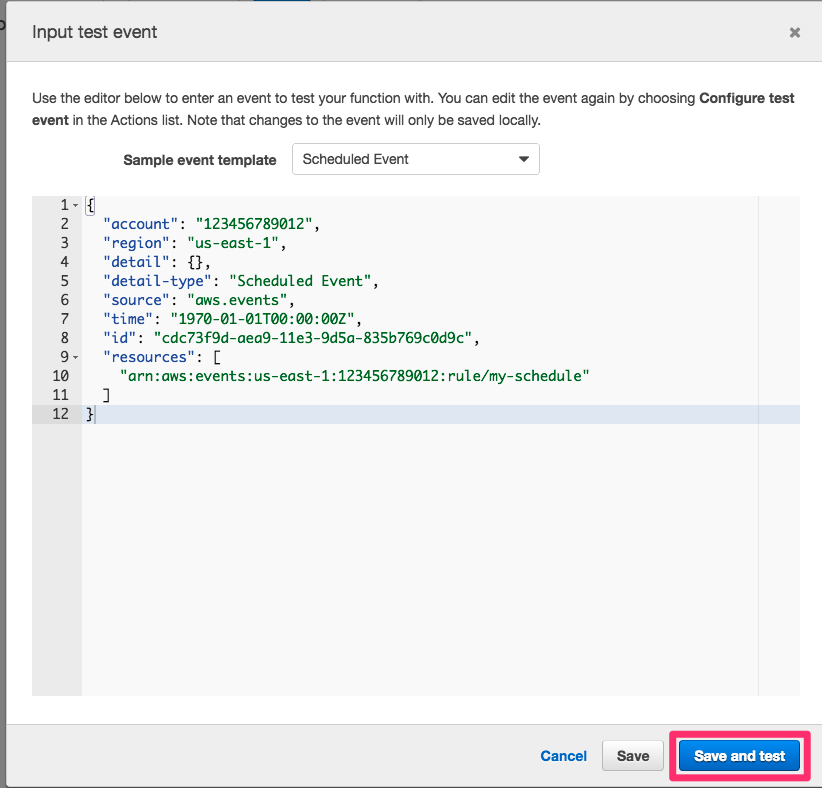 Input test event
×
Use the editor below to enter an event to test your function with. You can edit the event again by choosing Configure test
event in the Actions list. Note that changes to the event will only be saved locally.
Sample event template Scheduled Event
1 {
2 "account": "123456789012",
3 "region": "us-east-1",
4 "detail": {},
5 "detail-type": "Scheduled Event",
6 "source": "aws.events",
7 "time": "1970-01-01T00:00:00Z",
8 "id": "cdc73f9d-aea9-11e3-9d5a-835b769c0d9c",
9 "resources": [
10 "arn:aws:events:us-east-1:123456789012:rule/my-schedule"
11 ]
12 }
Cancel Save Save and test